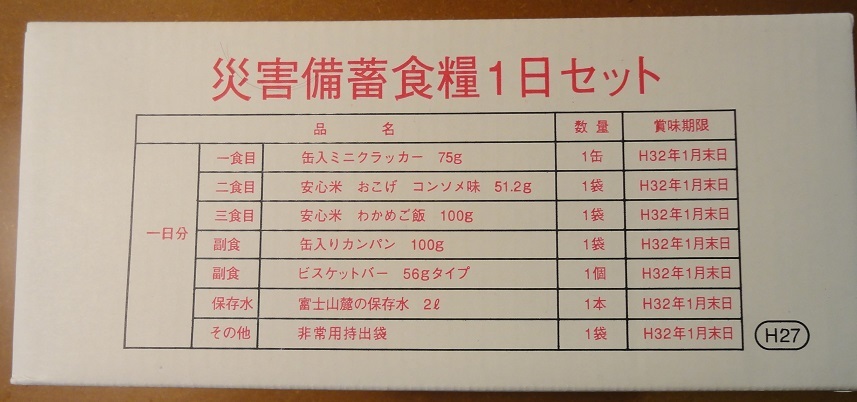 災害備蓄食糧1日セット
品 名 数量 賞味期限
一日分
一食目 缶入ミニクラッカー 75g 1缶 H32年1月末日
二食目 安心米 おこげ コンソメ味 51.2g 1袋 H32年1月末日
三食目 安心米 わかめご飯 100g 1袋 H32年1月末日
副食 缶入りカンパン 100g 1袋 H32年1月末日
副食 ビスケットバー 56gタイプ 1個 H32年1月末日
保存水 富士山麓の保存水 2ℓ 1本 H32年1月末日
その他 非常用持出袋 1袋 H32年1月末日
H27